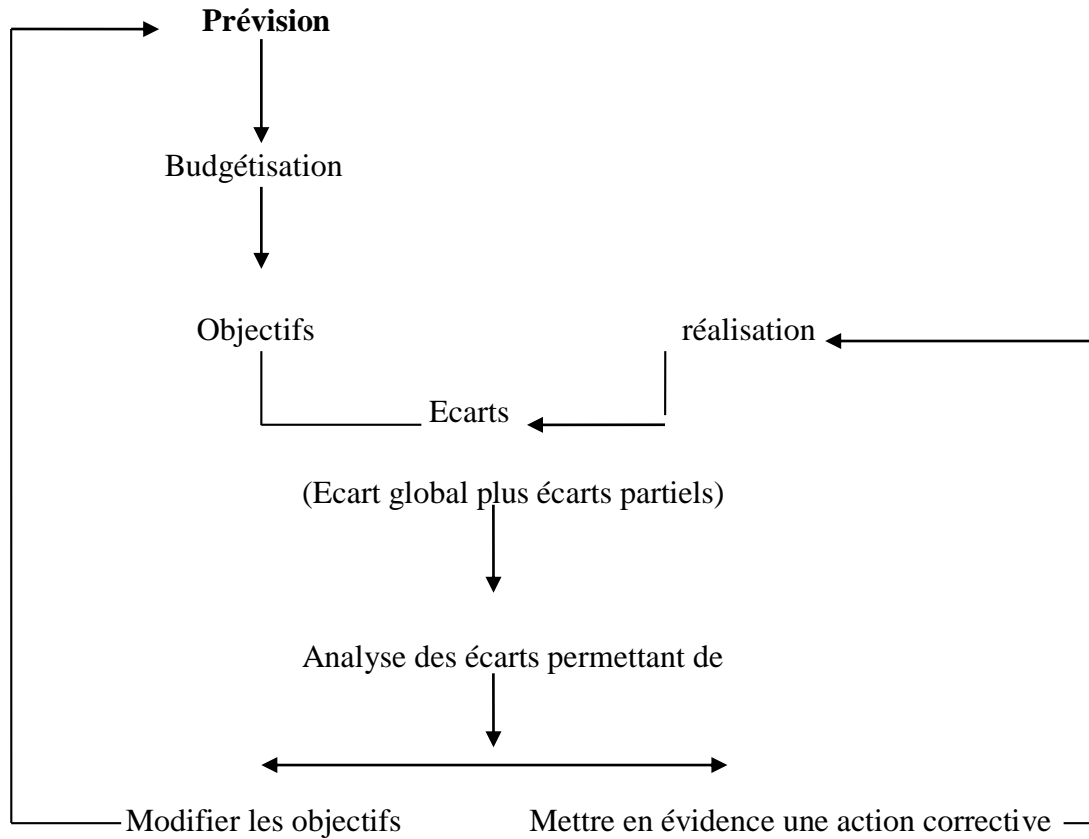 Prévision
Budgétisation
Objectifs
réalisation
Ecarts
(Ecart global plus écarts partiels)
Analyse des écarts permettant de
Modifier les objectifs
Mettre en évidence une action corrective